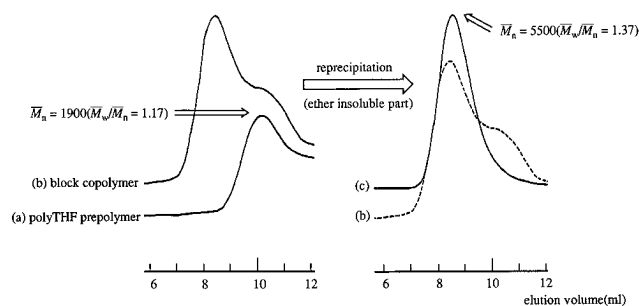 M̅n = 5500(M̅w/M̅n = 1.37)
reprecipitation
(ether insoluble part)
M̅n = 1900(M̅w/M̅n = 1.17)
(b) block copolymer
(a) polyTHF prepolymer
(c)
(b)
6 8 10 12
6 8 10 12
elution volume(ml)